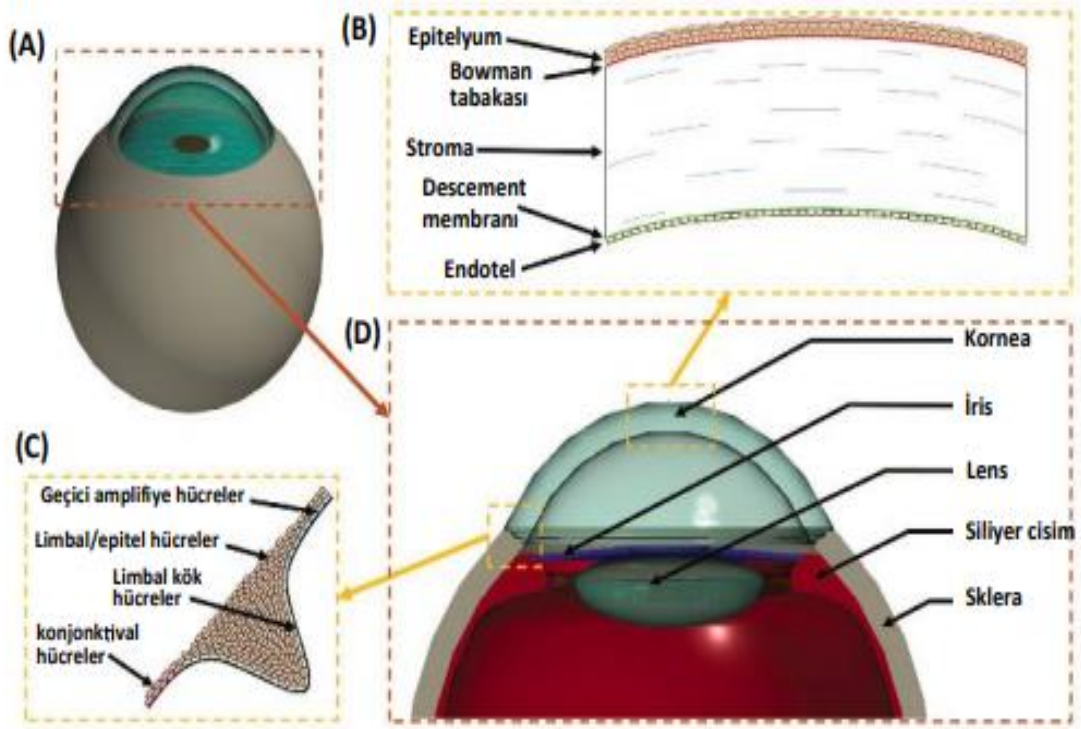 (A)
(B)
Epitelyum
Bowman
tabakası
Stroma
Descement
membranı
Endotel
(C)
Geçici amplifiye hücreler
Limbal/epitel hücreler
Limbal kök
hücreler
konjonktival
hücreler
(D)
Kornea
İris
Lens
Siliyer cisim
Sklera